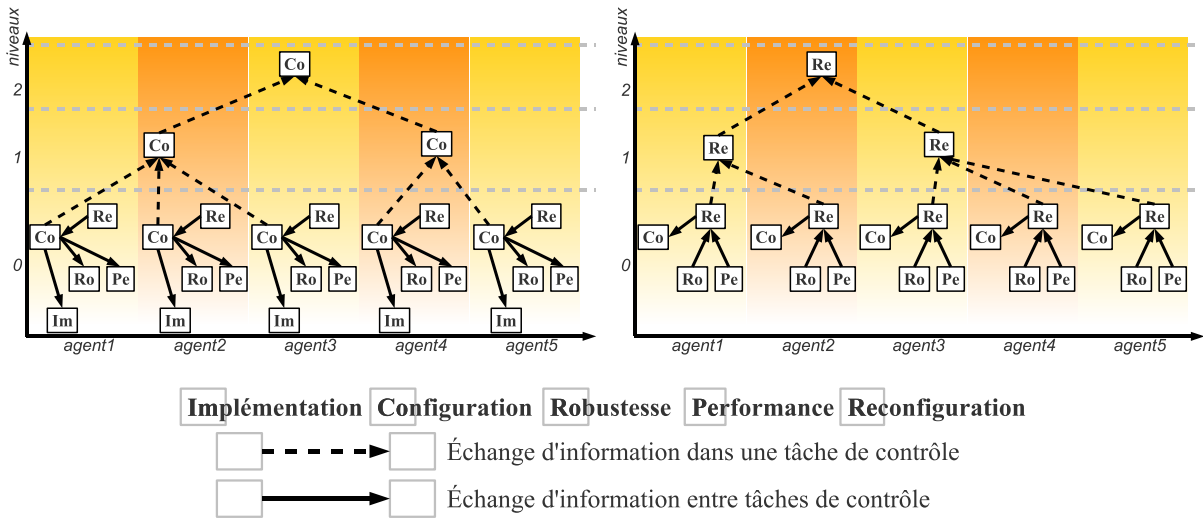 niveaux
2
1
0
Co
Co
Co
Re Re Re Re Re
Co Co Co Co Co
Ro Pe Ro Pe Ro Pe Ro Pe Ro Pe
Im Im Im Im Im
agent1 agent2 agent3 agent4 agent5
niveaux
2
1
0
Re
Re Re
Re Re Re Re Re
Co Co Co Co Co
Ro Pe Ro Pe Ro Pe Ro Pe Ro Pe
agent1 agent2 agent3 agent4 agent5
Implémentation Configuration Robustesse Performance Reconfiguration
Échange d'information dans une tâche de contrôle
Échange d'information entre tâches de contrôle